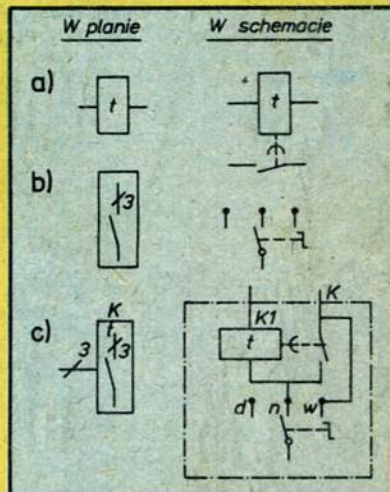 W planie W schemacie
a) t t
b) 3
c) K K
t K1
3 3 t
d n w